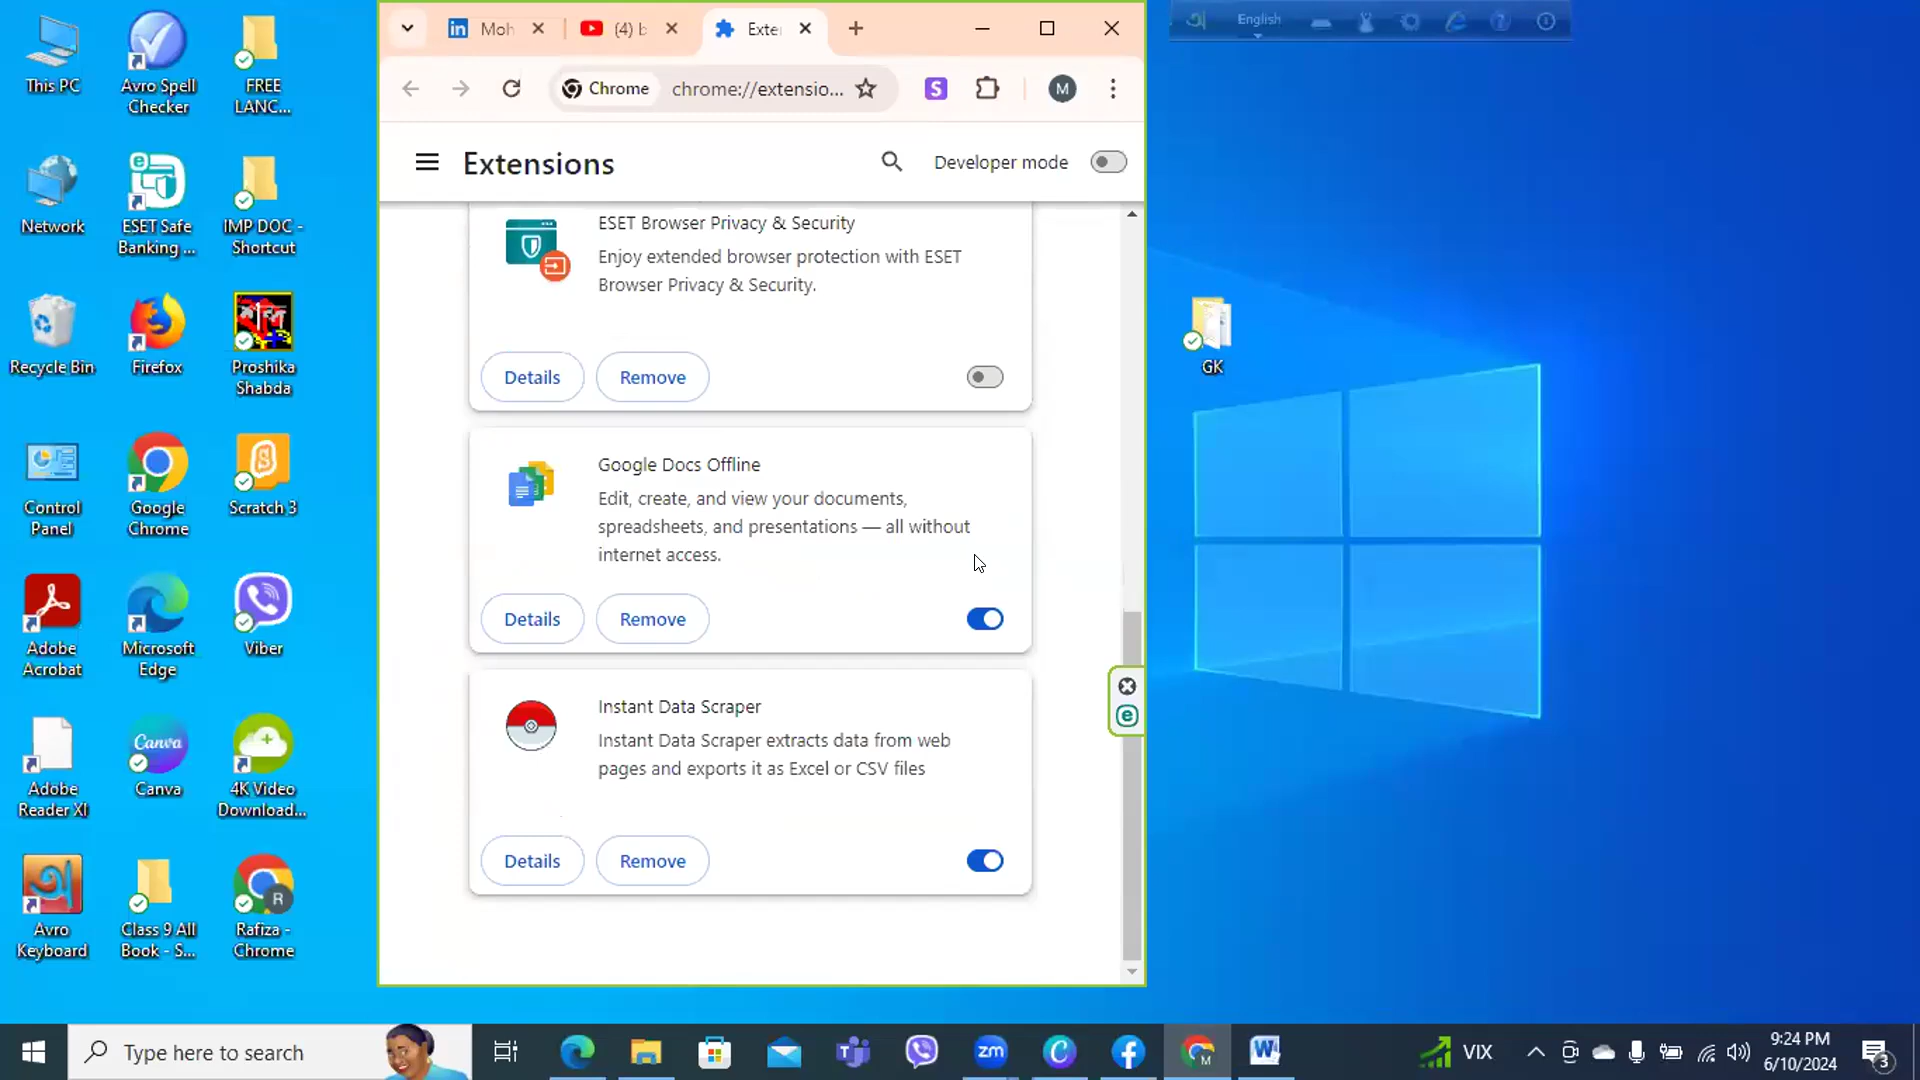 Moh
(4) b
Exte
English
Chrome
chrome://extensio...
M
Extensions
Developer mode
ESET Browser Privacy & Security
Enjoy extended browser protection with ESET
Browser Privacy & Security.
Details
Remove
Google Docs Offline
Edit, create, and view your documents,
spreadsheets, and presentations — all without
internet access.
Details
Remove
Instant Data Scraper
Instant Data Scraper extracts data from web
pages and exports it as Excel or CSV files
Details
Remove
This PC
Avro Spell
Checker
FREE
LANC...
Network
ESET Safe
Banking ...
IMP DOC -
Shortcut
Recycle Bin
Firefox
Proshika
Shabda
Control
Panel
Google
Chrome
Scratch 3
Adobe
Acrobat
Microsoft
Edge
Viber
Adobe
Reader XI
Canva
Canva
4K Video
Download...
Avro
Keyboard
Class 9 All
Book - S...
R
Rafiza -
Chrome
GK
Type here to search
zm
VIX
9:24 PM
6/10/2024
3